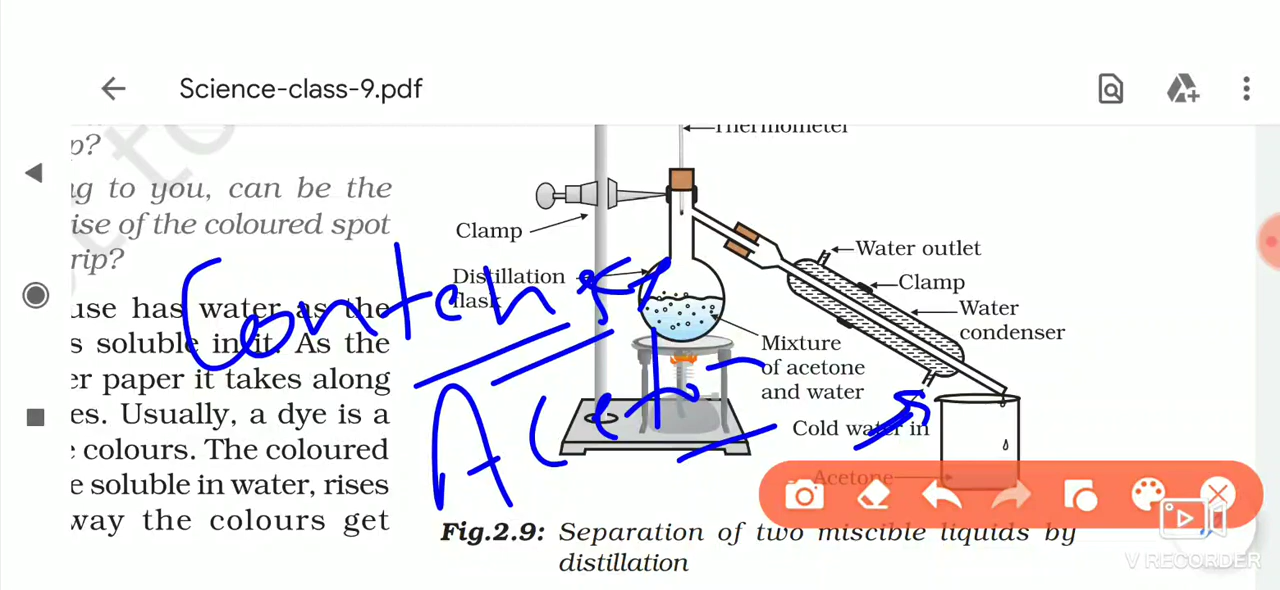 Science-class-9.pdf
Thermometer
p?
ng to you, can be the
ise of the coloured spot
rip?
use has water as the
s soluble in it. As the
er paper it takes along
es. Usually, a dye is a
colours. The coloured
e soluble in water, rises
way the colours get
Clamp
Distillation
flask
Water outlet
Clamp
Water
condenser
Mixture
of acetone
and water
Cold water in
Acetone
Fig.2.9: Separation of two miscible liquids by
distillation
V RECORDER